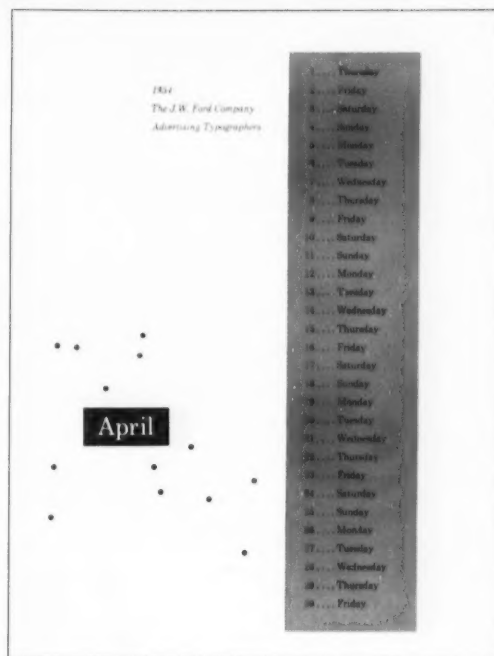 1954
The J.W. Ford Company
Advertising Typographers
1.... Thursday
2.... Friday
3.... Saturday
4.... Sunday
5.... Monday
6.... Tuesday
7.... Wednesday
8.... Thursday
9.... Friday
10.... Saturday
11.... Sunday
12.... Monday
13.... Tuesday
14.... Wednesday
15.... Thursday
16.... Friday
17.... Saturday
18.... Sunday
19.... Monday
20.... Tuesday
21.... Wednesday
22.... Thursday
23.... Friday
24.... Saturday
25.... Sunday
26.... Monday
27.... Tuesday
28.... Wednesday
29.... Thursday
30.... Friday
April